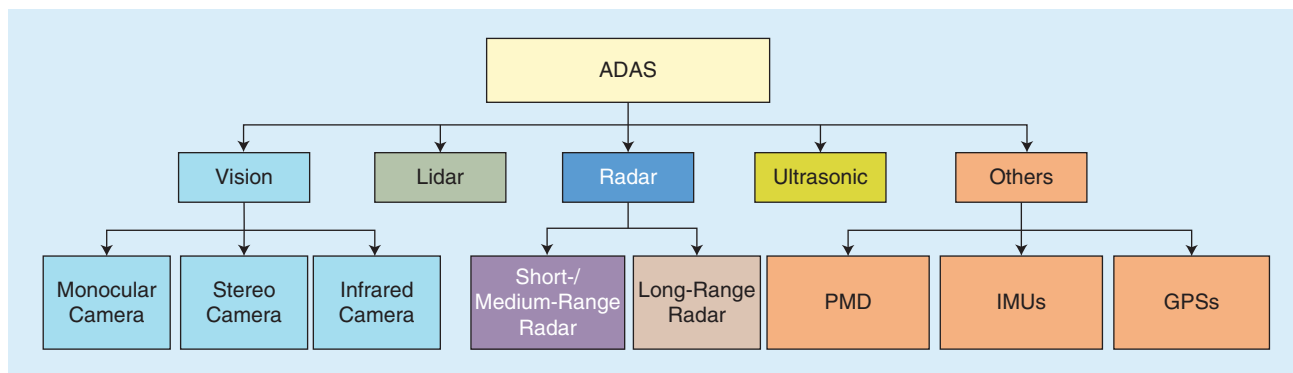 ADAS
Vision
Lidar
Radar
Ultrasonic
Others
Monocular
Camera
Stereo
Camera
Infrared
Camera
Short-/
Medium-Range
Radar
Long-Range
Radar
PMD
IMUs
GPSs